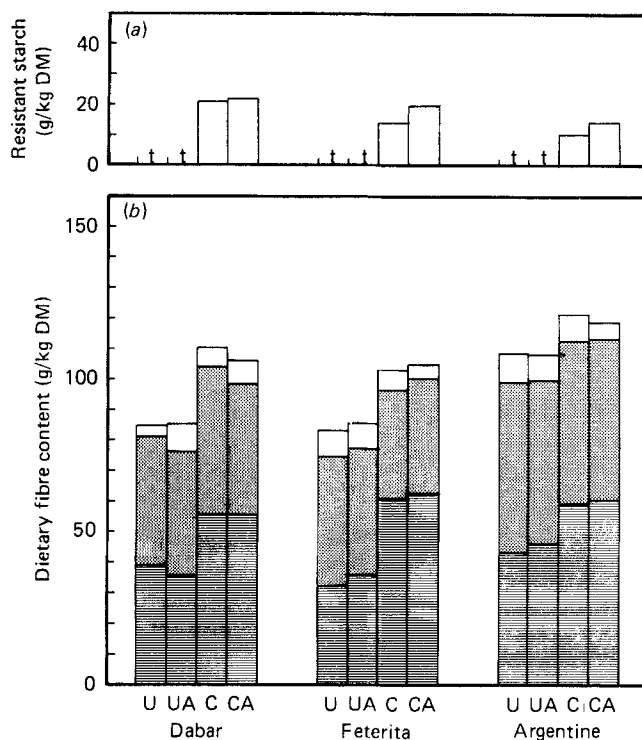 Resistant starch
(g/kg DM)
40
20
0
(a)
† † † † † †
Dietary fibre content (g/kg DM)
150
100
50
0
(b)
U UA C CA U UA C CA U UA C CA
Dabar Feterita Argentine